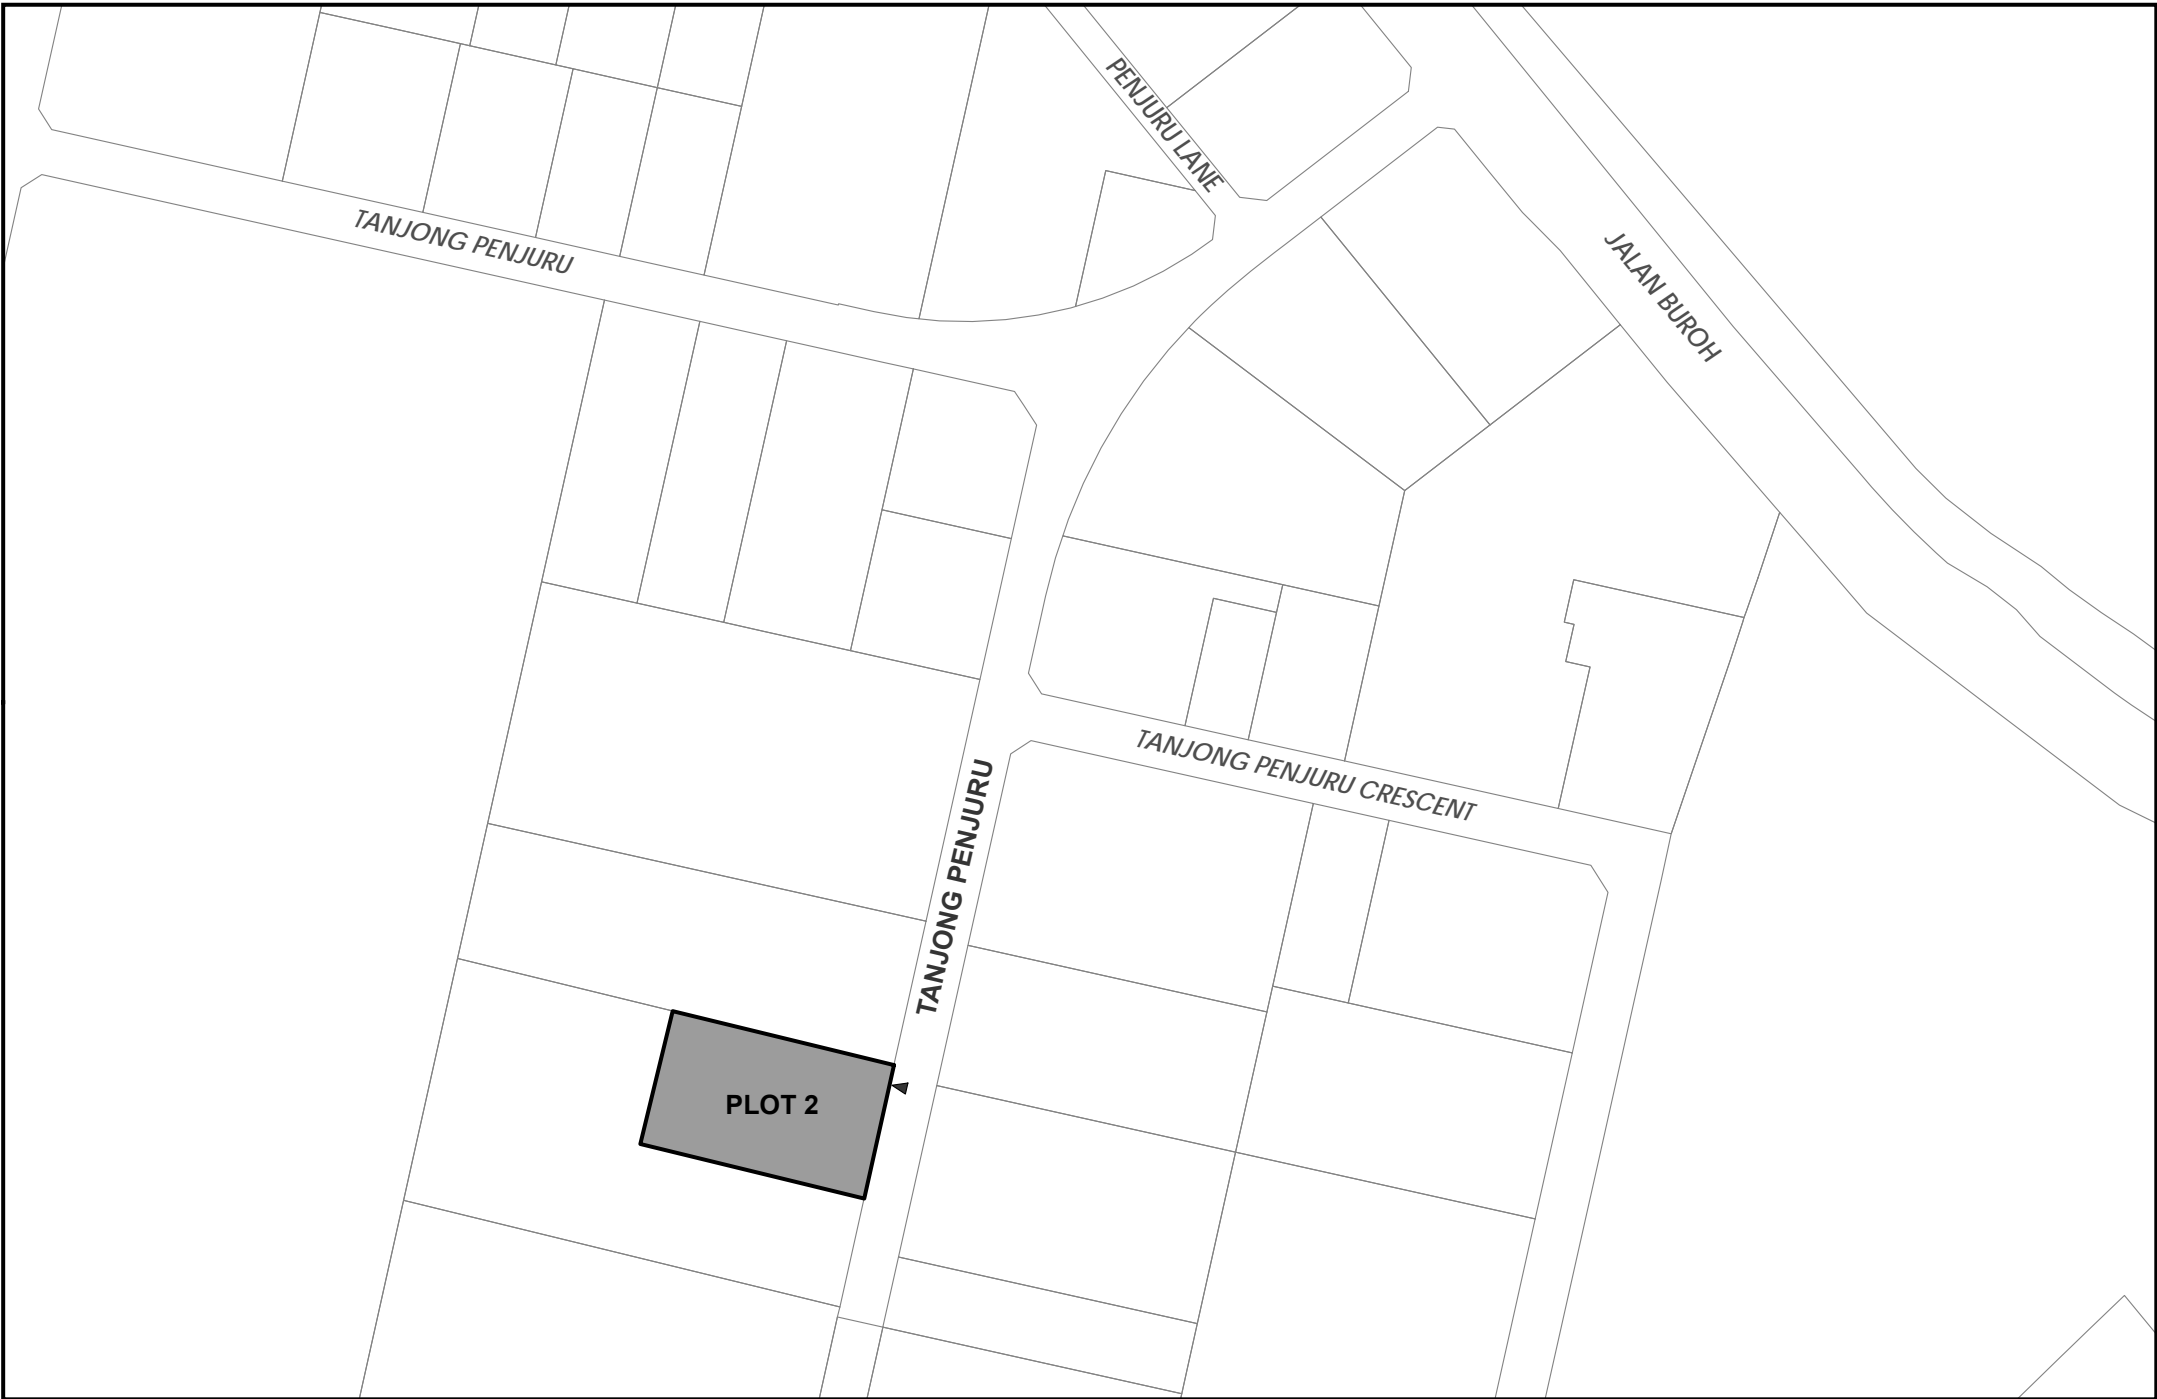 PENJURU LANE
TANJONG PENJURU
JALAN BUROH
TANJONG PENJURU CRESCENT
TANJONG PENJURU
PLOT 2